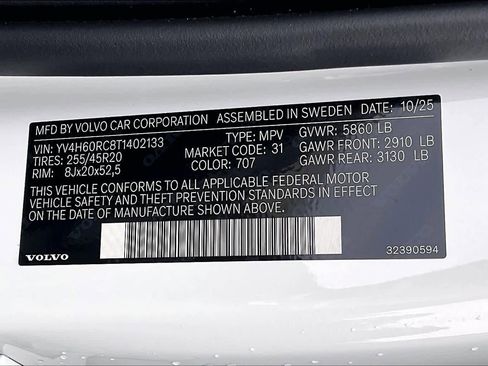 MFD BY VOLVO CAR CORPORATION ASSEMBLED IN SWEDEN DATE: 10/25
VIN: YV4H60RC8T1402133 TYPE: MPV GVWR: 5860 LB
TIRES: 255/45R20 MARKET CODE: 31 GAWR FRONT: 2910 LB
RIM: 8Jx20x52,5 COLOR: 707 GAWR REAR: 3130 LB
THIS VEHICLE CONFORMS TO ALL APPLICABLE FEDERAL MOTOR
VEHICLE SAFETY AND THEFT PREVENTION STANDARDS IN EFFECT
ON THE DATE OF MANUFACTURE SHOWN ABOVE.
VOLVO 32390594